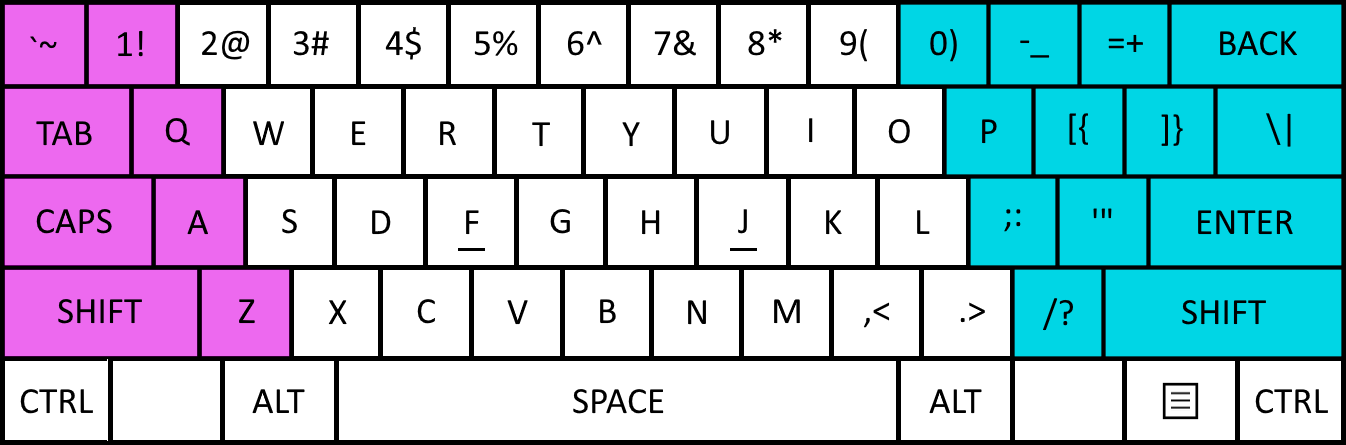 `~ 1! 2@ 3# 4$ 5% 6^ 7& 8* 9( 0) -_ =+ BACK
TAB Q W E R T Y U I O P [{ ]} \|
CAPS A S D F G H J K L ;: '" ENTER
SHIFT Z X C V B N M ,< .> /? SHIFT
CTRL ALT SPACE ALT CTRL